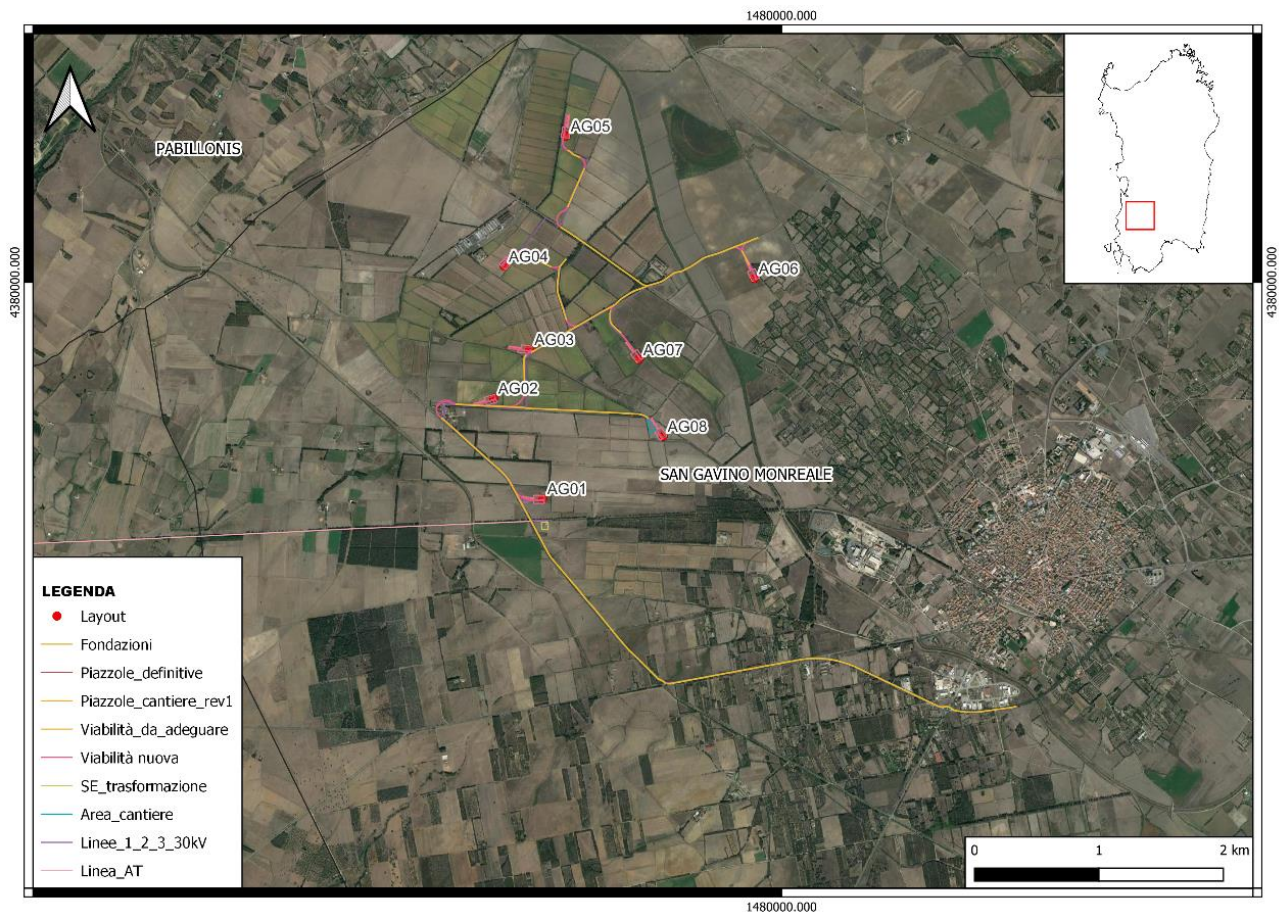 1480000.000
PABILLONIS
AG05
AG04
AG06
4380000.000
4380000.000
AG03
AG07
AG02
AG08
SAN GAVINO MONREALE
AG01
LEGENDA
Layout
Fondazioni
Piazzole_definitive
Piazzole_cantiere_rev1
Viabilità_da_adeguare
Viabilità nuova
SE_trasformazione
Area_cantiere
Linee_1_2_3_30kV
Linea_AT
0 1 2 km
1480000.000